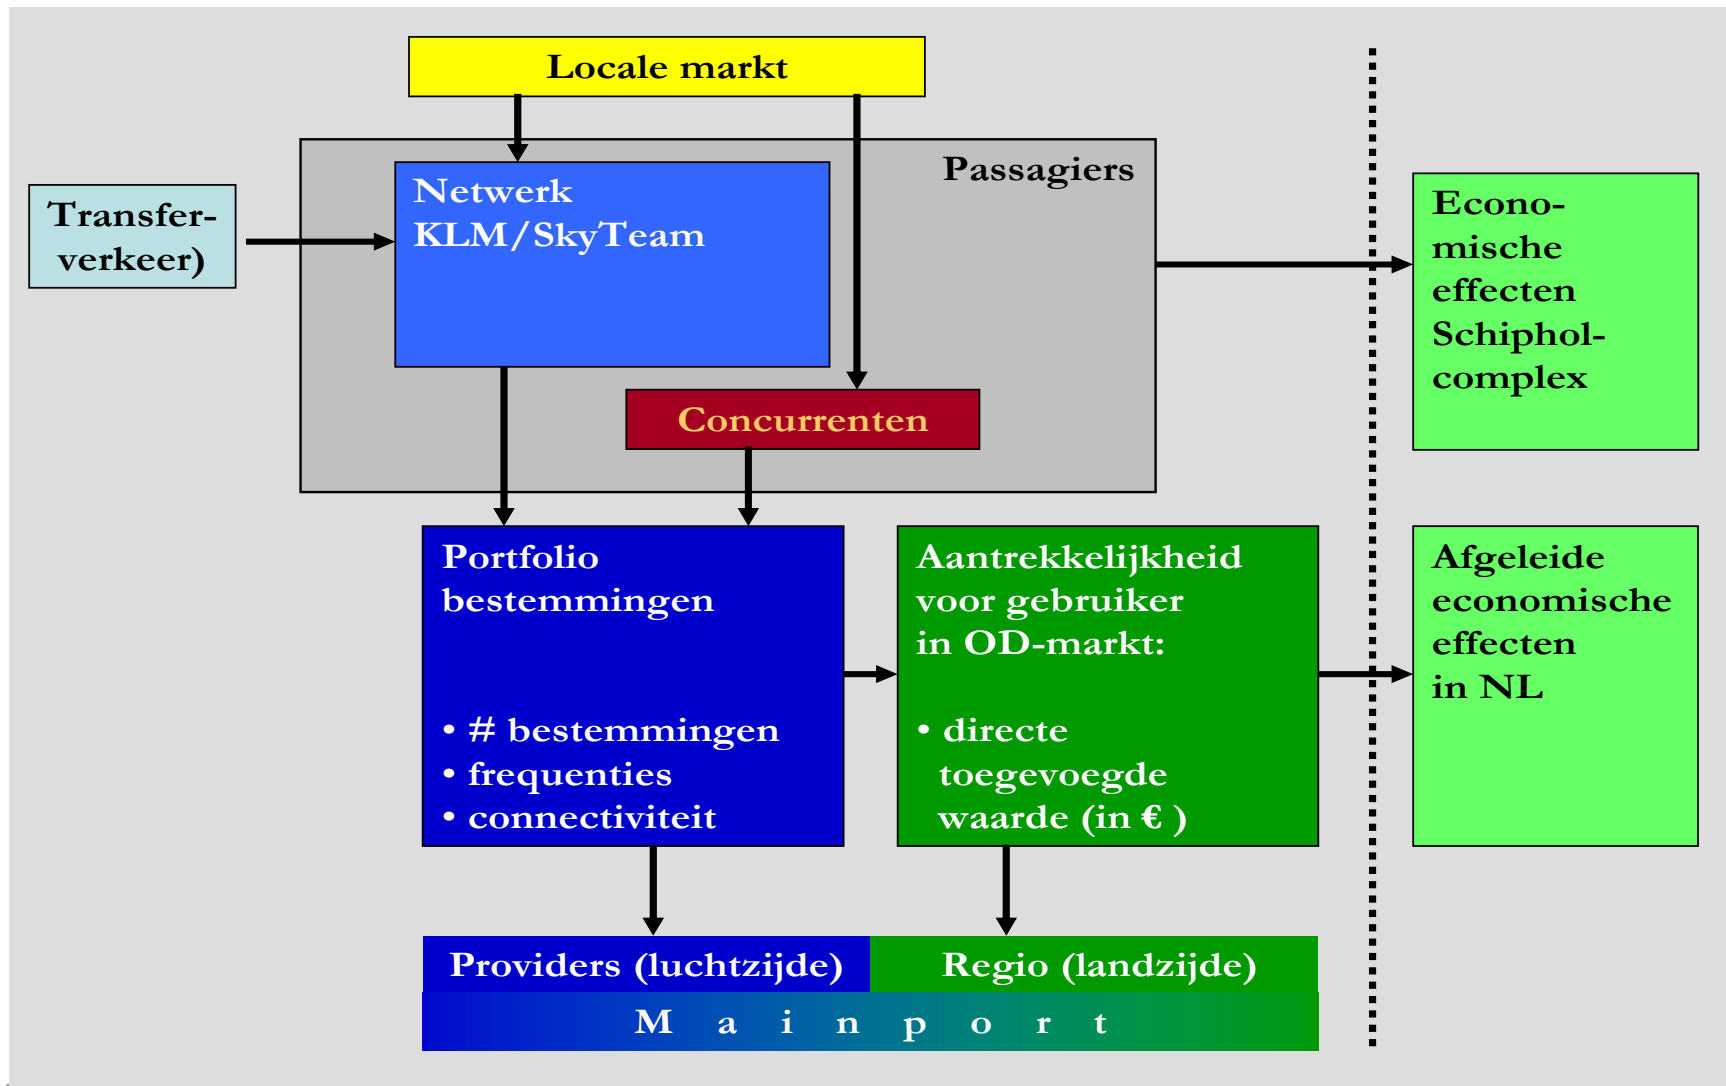 Locale markt
Passagiers
Transfer-
verkeer)
Netwerk
KLM/SkyTeam
Concurrenten
Econo-
mische
effecten
Schiphol-
complex
Portfolio
bestemmingen
• # bestemmingen
• frequenties
• connectiviteit
Aantrekkelijkheid
voor gebruiker
in OD-markt:
• directe
toegevoegde
waarde (in € )
Afgeleide
economische
effecten
in NL
Providers (luchtzijde)
Regio (landzijde)
M a i n p o r t